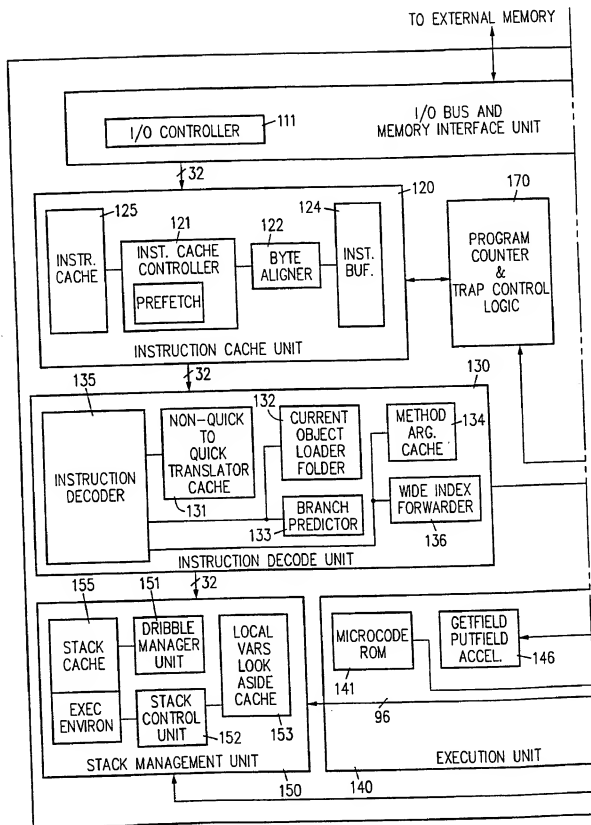 TO EXTERNAL MEMORY
I/O CONTROLLER
111
I/O BUS AND
MEMORY INTERFACE UNIT
32
120
125
INSTR.
CACHE
121
INST. CACHE
CONTROLLER
PREFETCH
122
BYTE
ALIGNER
124
INST.
BUF.
INSTRUCTION CACHE UNIT
170
PROGRAM
COUNTER
&
TRAP CONTROL
LOGIC
32
130
135
INSTRUCTION
DECODER
NON-QUICK
TO
QUICK
TRANSLATOR
CACHE
131
132
CURRENT
OBJECT
LOADER
FOLDER
METHOD
ARG.
CACHE
134
BRANCH
PREDICTOR
133
WIDE INDEX
FORWARDER
136
INSTRUCTION DECODE UNIT
32
155
STACK
CACHE
EXEC
ENVIRON
151
DRIBBLE
MANAGER
UNIT
STACK
CONTROL
UNIT
152
LOCAL
VARS
LOOK
ASIDE
CACHE
153
STACK MANAGEMENT UNIT
150
MICROCODE
ROM
141
GETFIELD
PUTFIELD
ACCEL.
146
96
EXECUTION UNIT
140